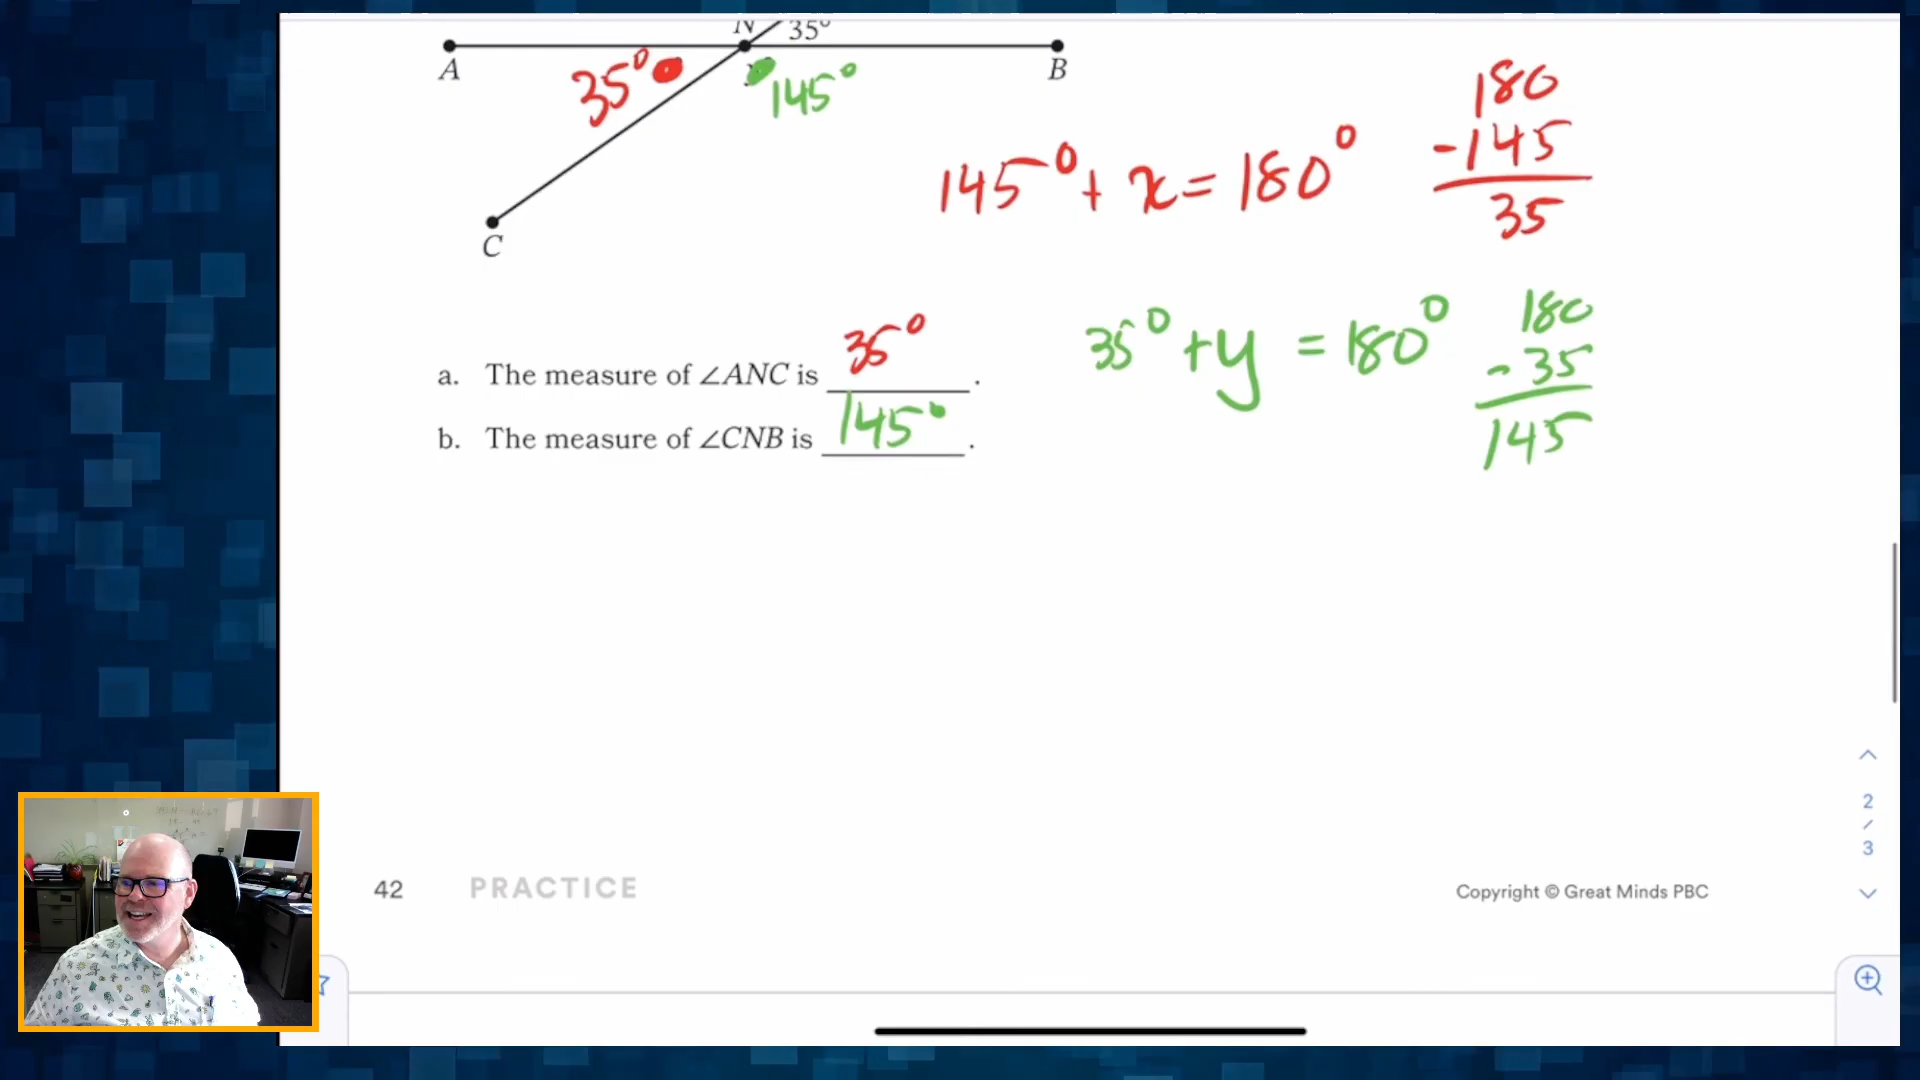 N 35°
A B
35° 145°
C
180
-145
35
145° + x = 180°
35° + y = 180°
180
- 35
145
a. The measure of ∠ANC is 35°.
b. The measure of ∠CNB is 145°.
2
/
3
42 PRACTICE Copyright © Great Minds PBC